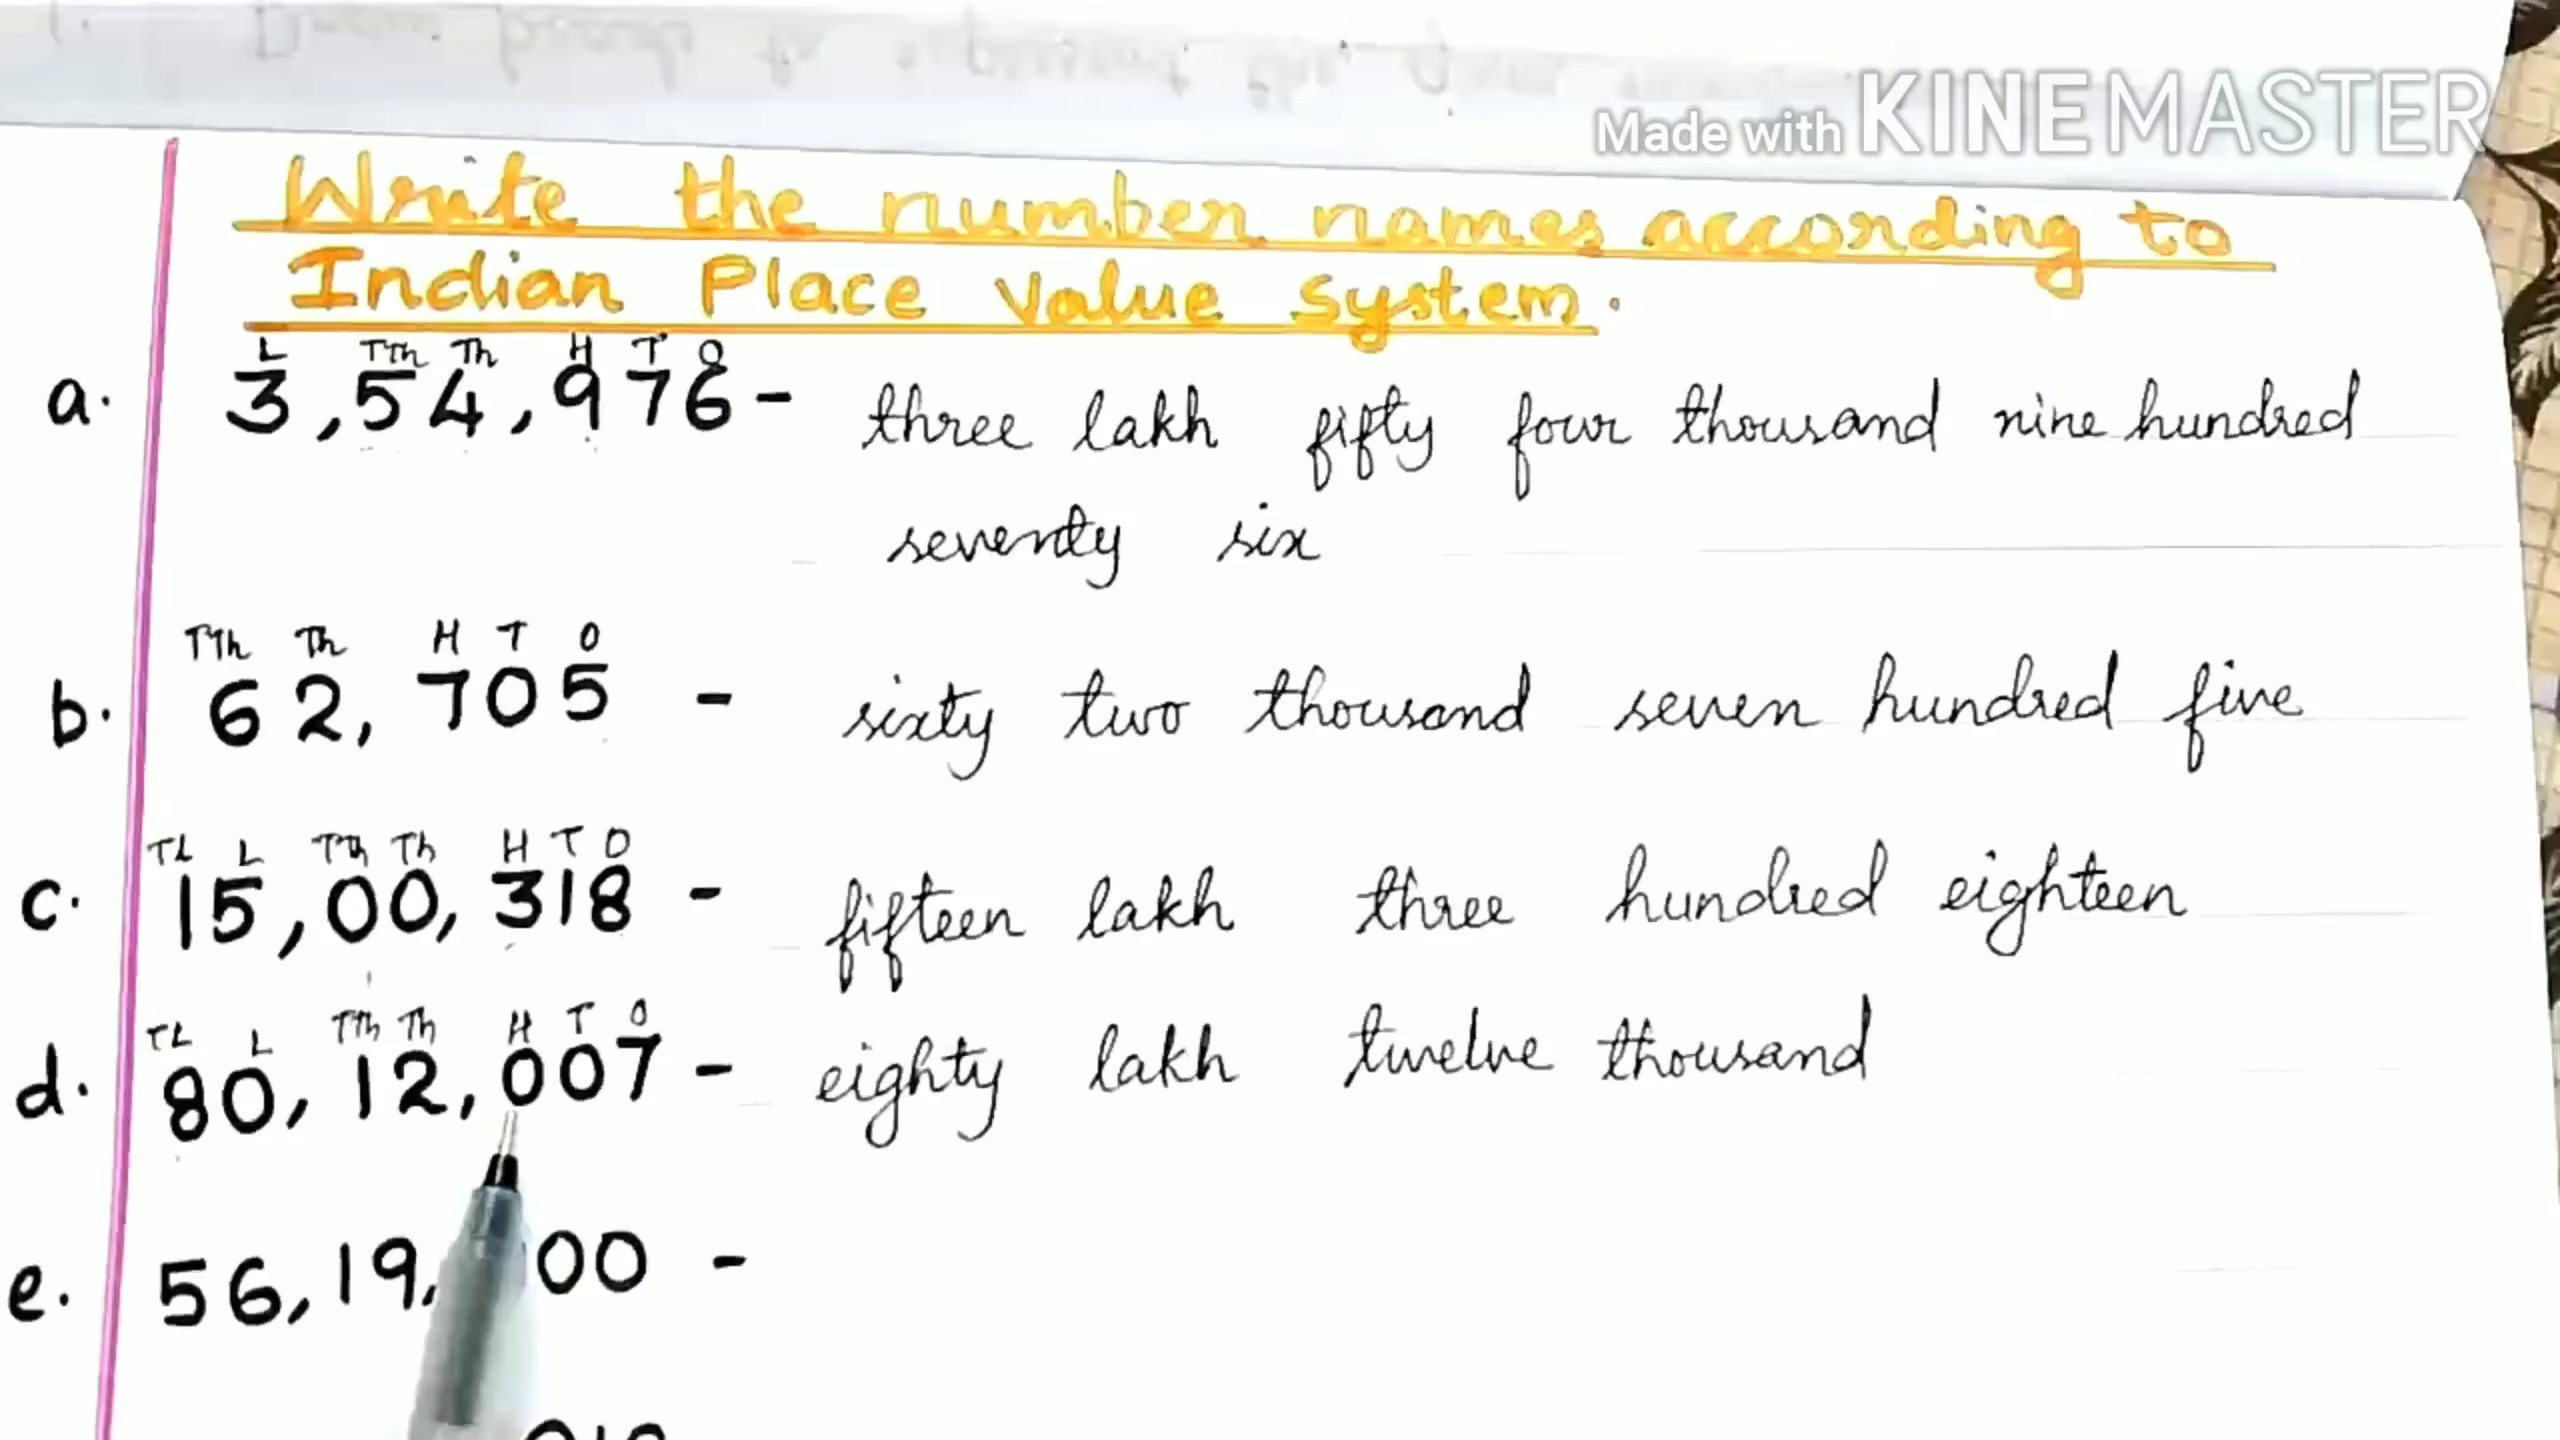 Made with KINEMASTER
Write the number names according to
Indian Place Value System.
L TTh Th H T O
a. 3,54,976 - three lakh fifty four thousand nine hundred
seventy six
TTh Th H T O
b. 62,705 - sixty two thousand seven hundred five
TL L TTh Th H T O
c. 15,00,318 - fifteen lakh three hundred eighteen
TL L TTh Th H T O
d. 80,12,007 - eighty lakh twelve thousand
e. 56,19, 00 -